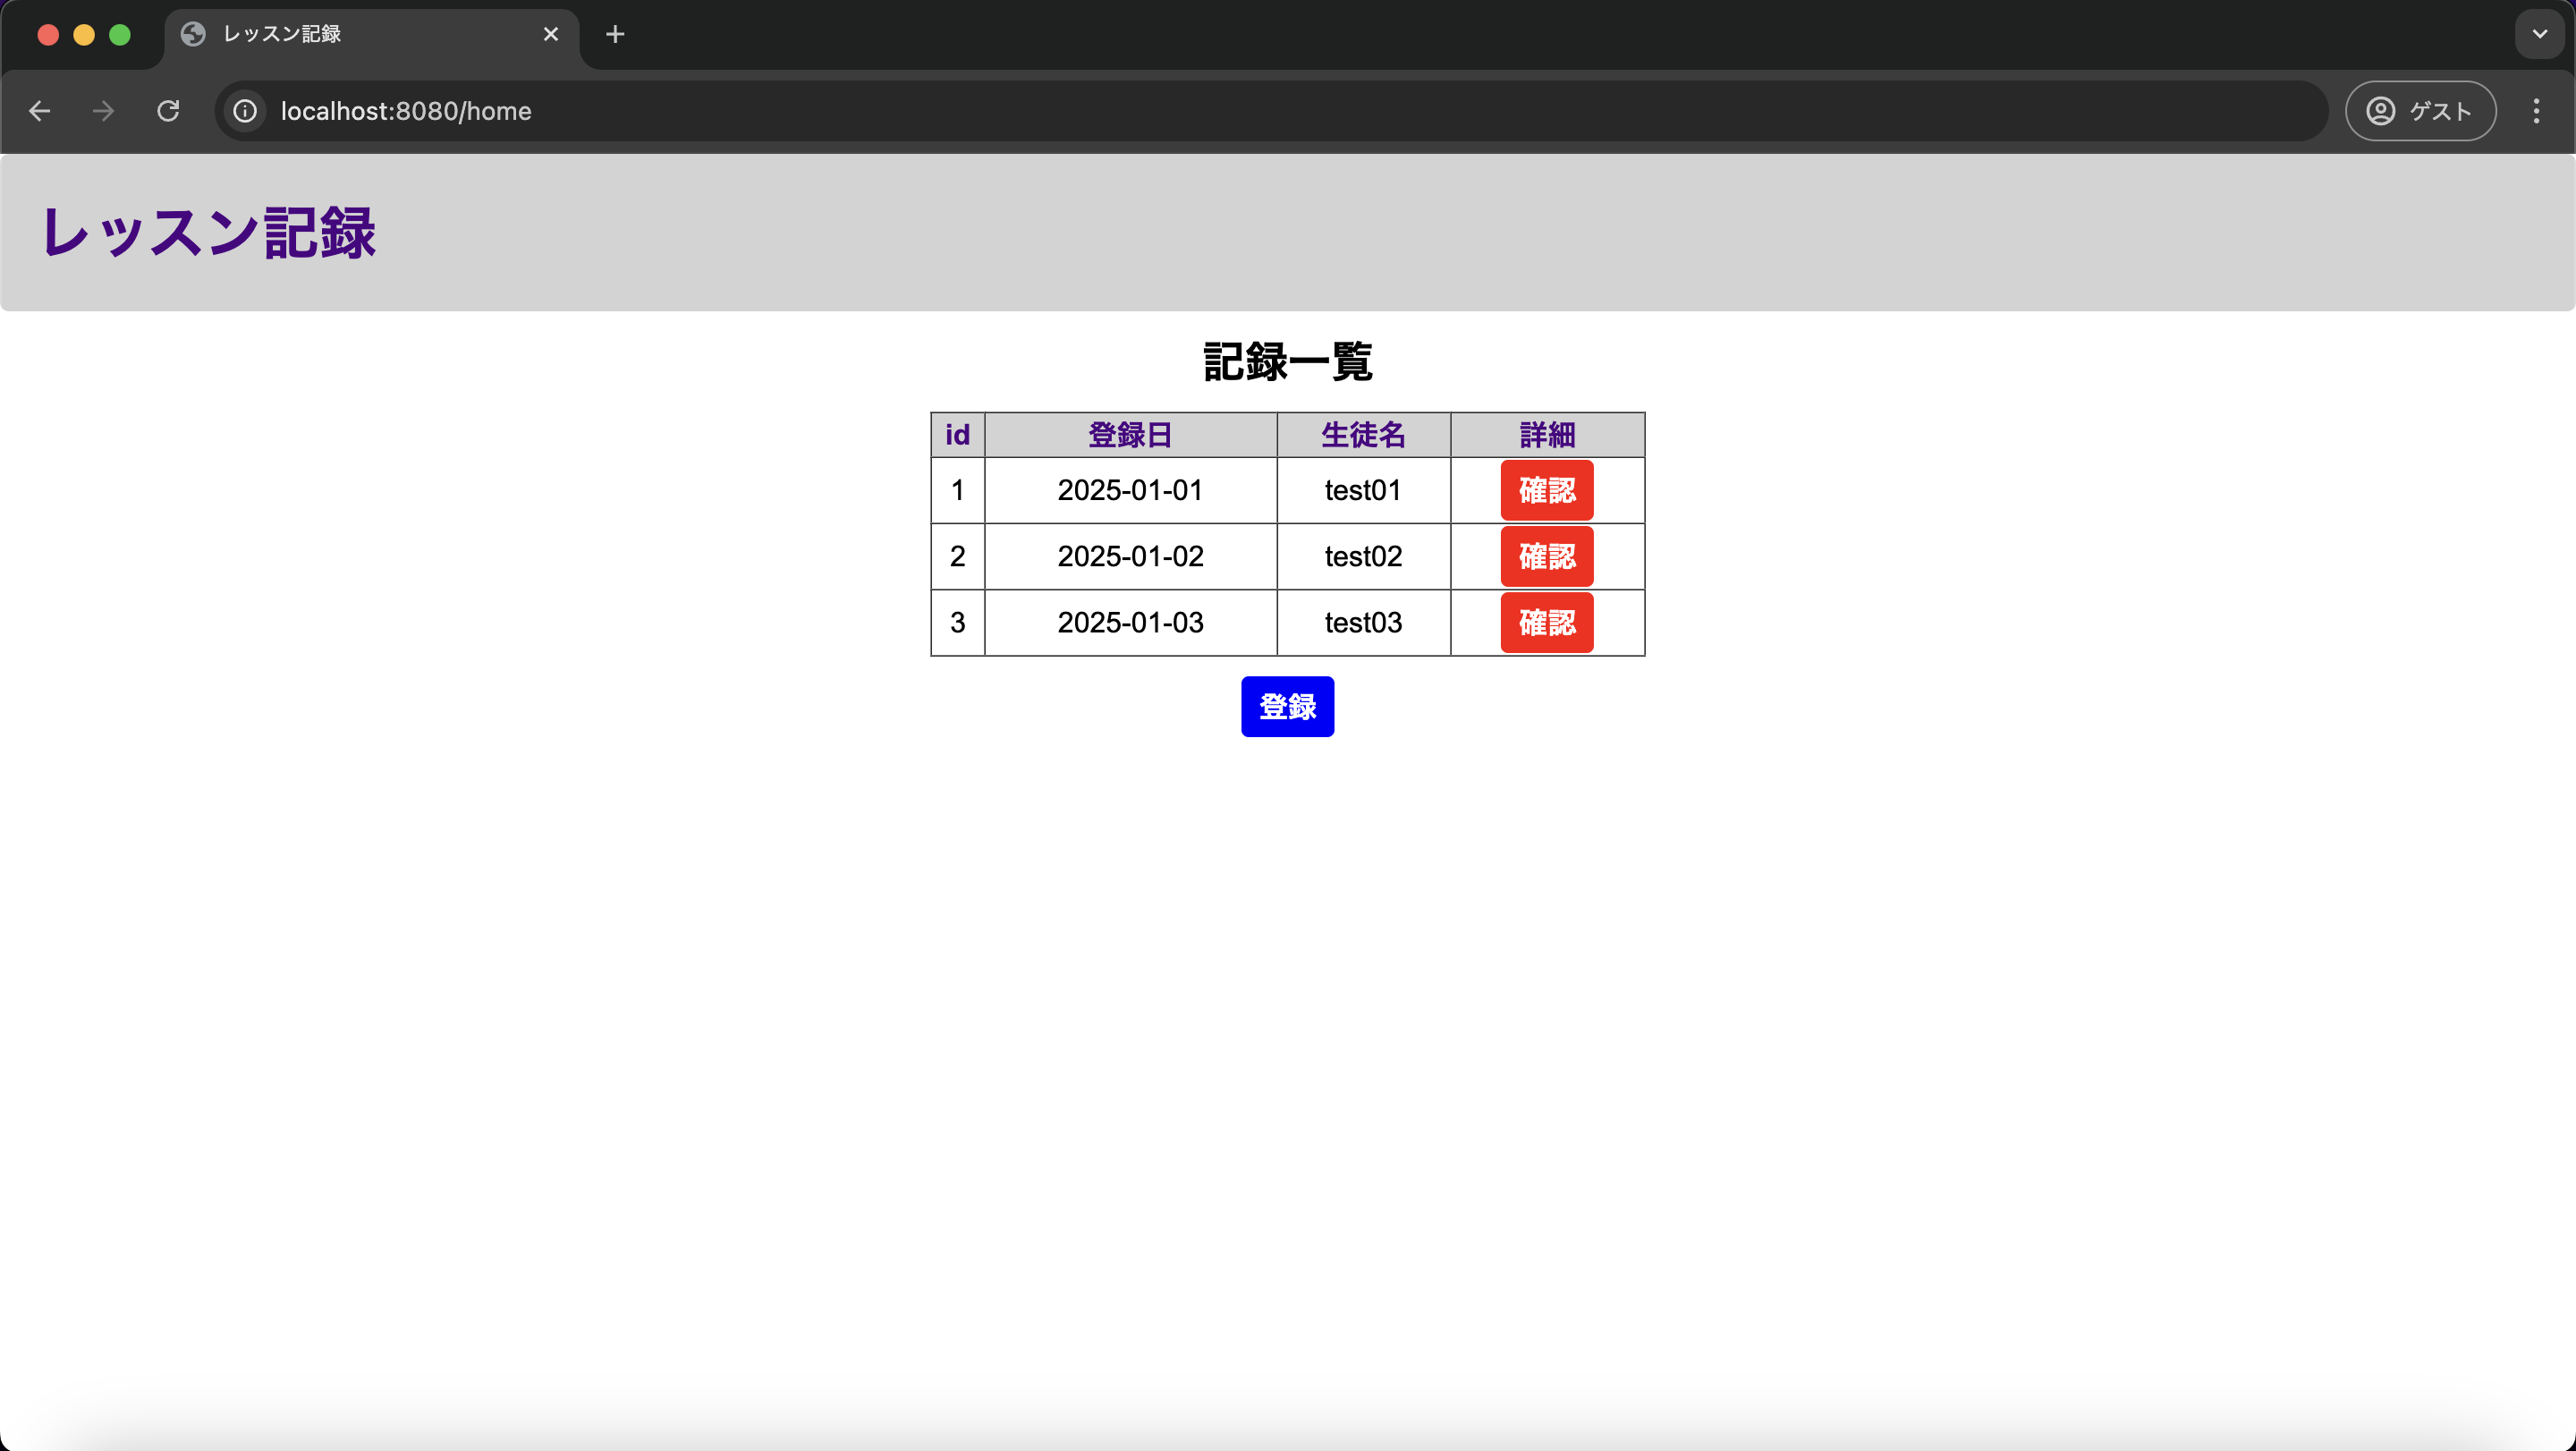 レッスン記録
localhost:8080/home
ゲスト
レッスン記録
記録一覧
id 登録日 生徒名 詳細
1 2025-01-01 test01 確認
2 2025-01-02 test02 確認
3 2025-01-03 test03 確認
登録